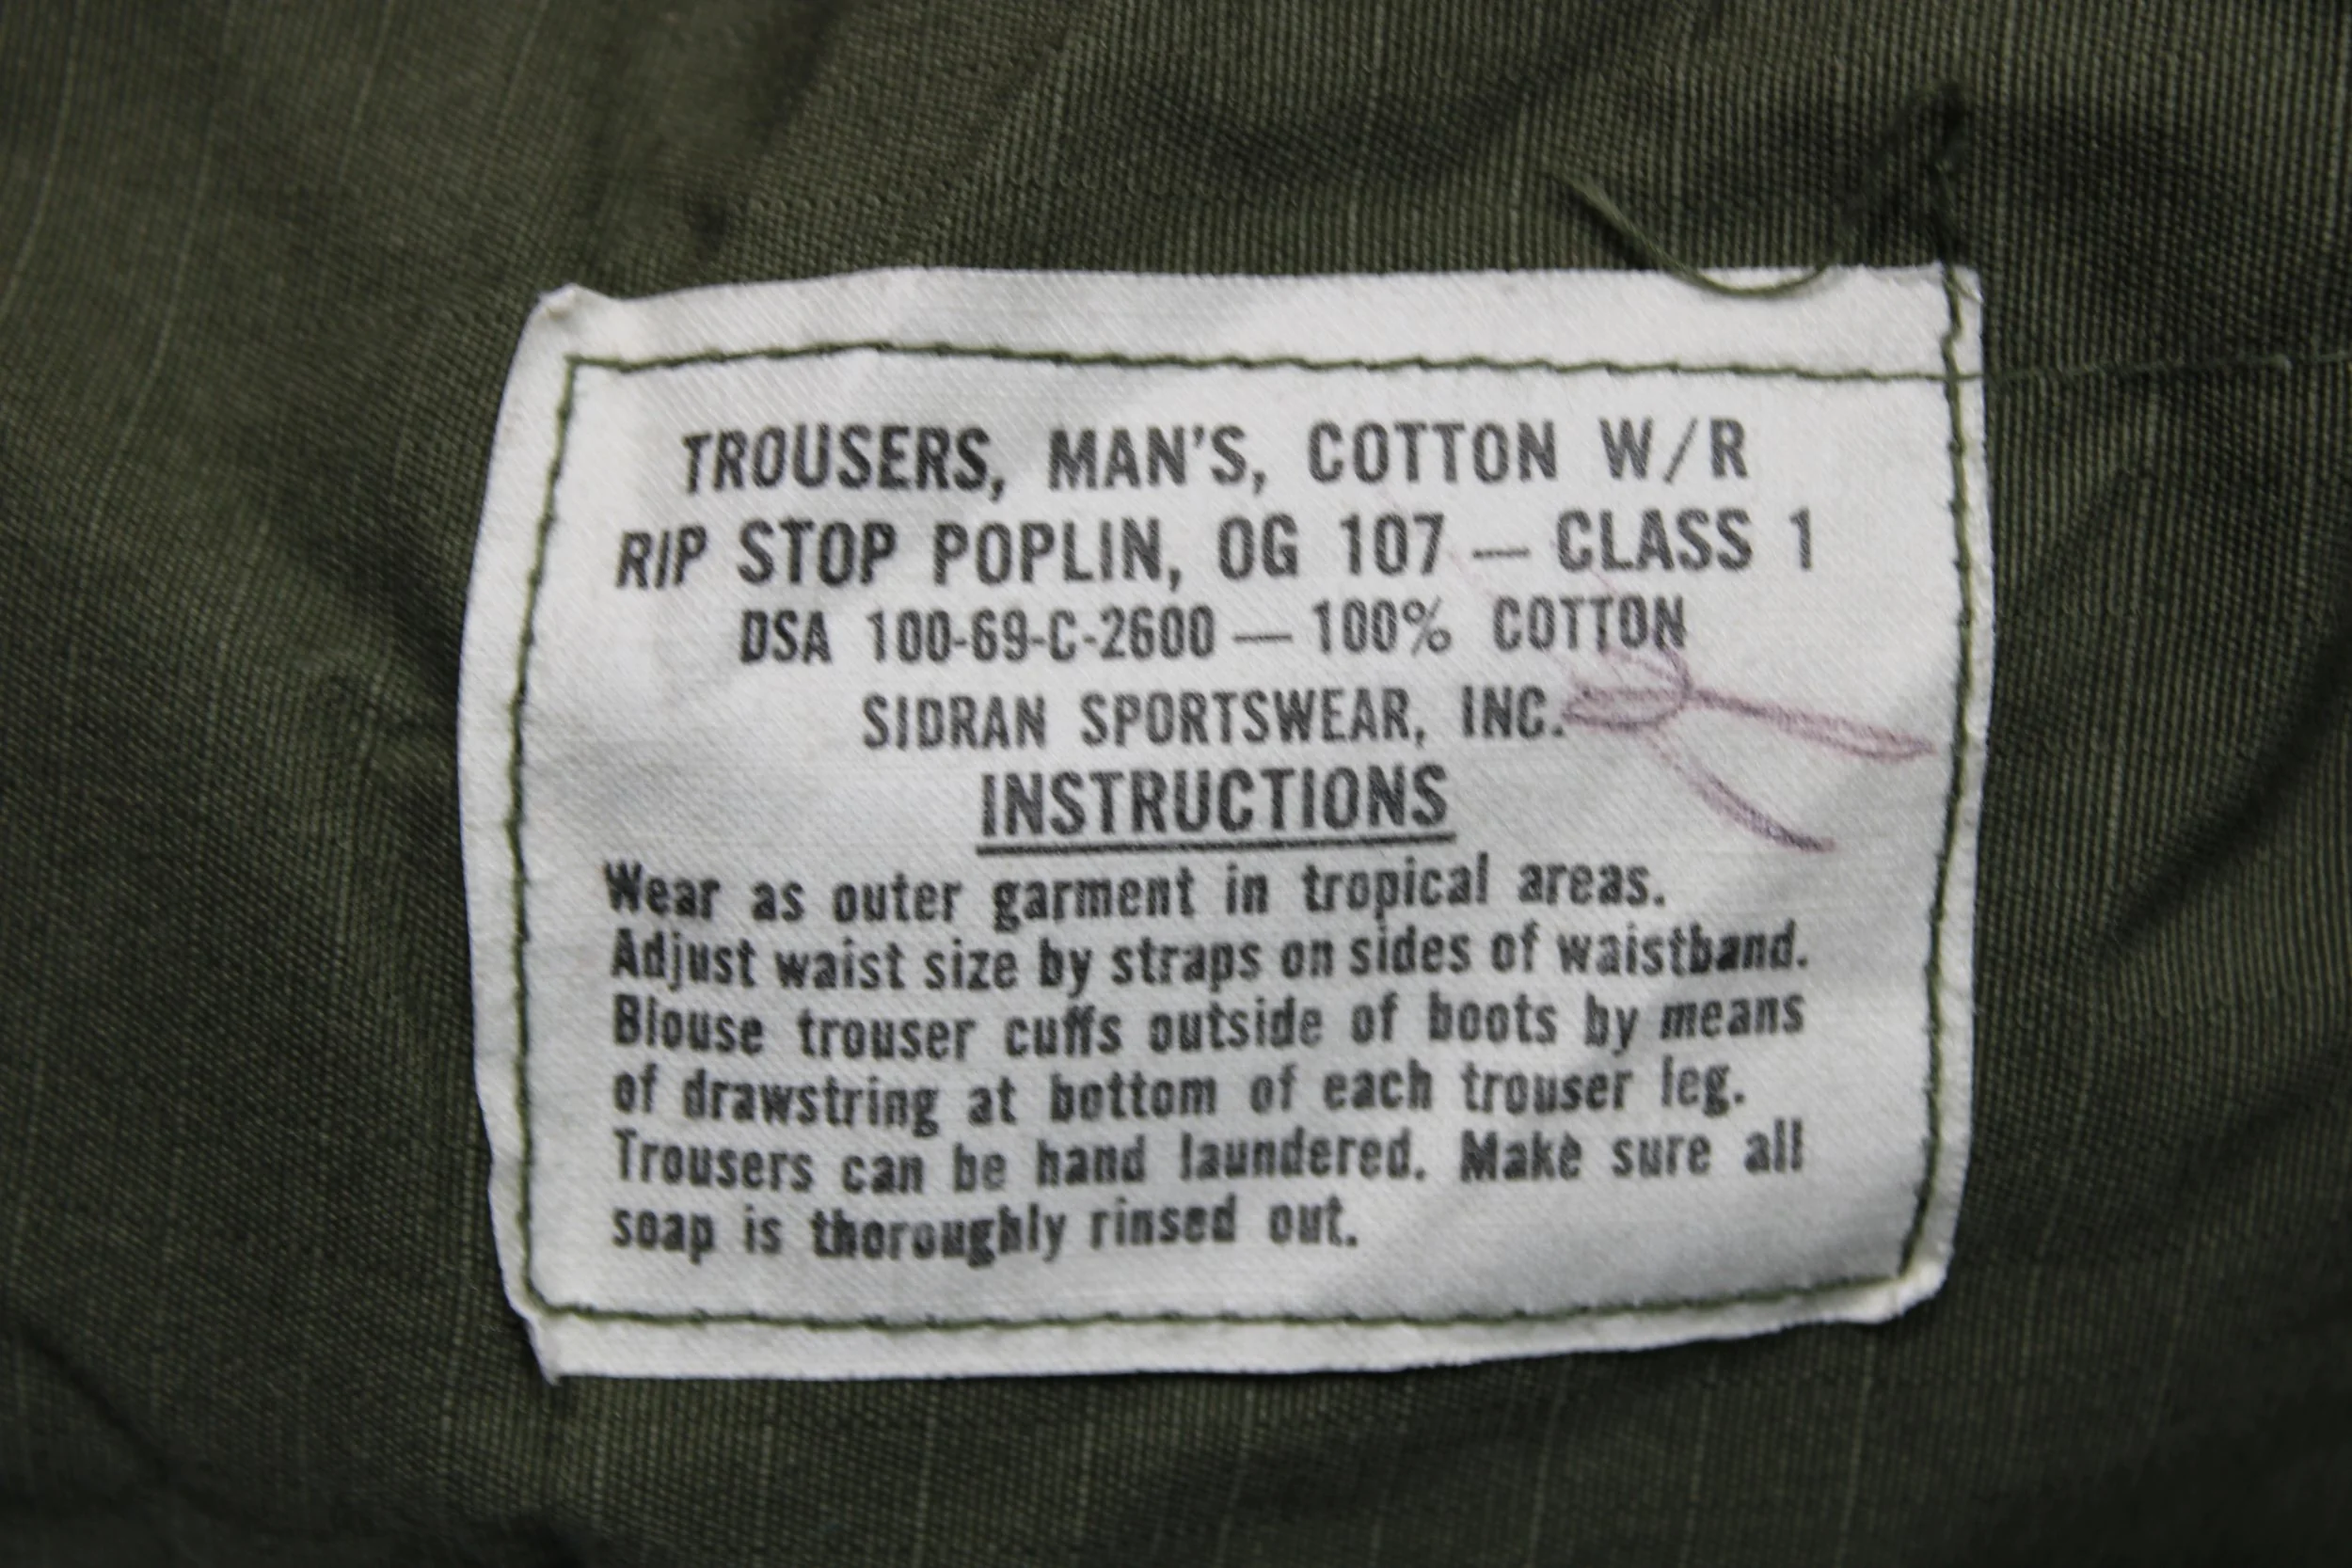 TROUSERS, MAN'S, COTTON W/R
RIP STOP POPLIN, OG 107 — CLASS 1
DSA 100-69-C-2600 — 100% COTTON
SIDRAN SPORTSWEAR, INC.
INSTRUCTIONS
Wear as outer garment in tropical areas.
Adjust waist size by straps on sides of waistband.
Blouse trouser cuffs outside of boots by means
of drawstring at bottom of each trouser leg.
Trousers can be hand laundered. Make sure all
soap is thoroughly rinsed out.